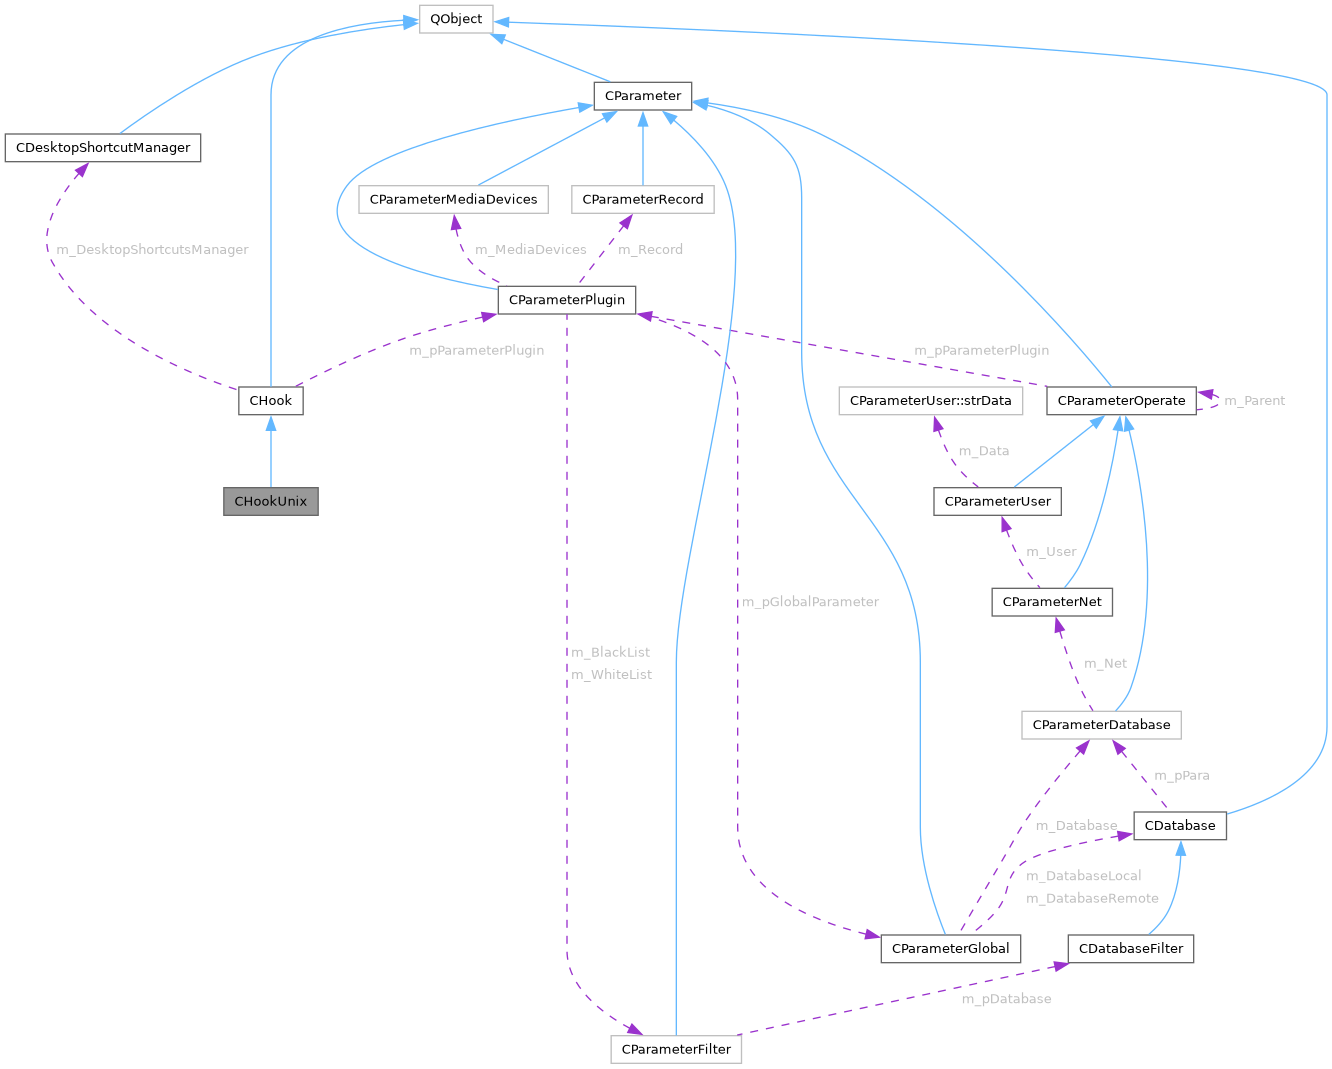 QObject
CParameter
CDesktopShortcutManager
CParameterMediaDevices
CParameterRecord
m_DesktopShortcutsManager
m_MediaDevices
m_Record
CParameterPlugin
m_pParameterPlugin
m_pParameterPlugin
CHook
CParameterUser::strData
CParameterOperate
m_Parent
m_Data
CHookUnix
CParameterUser
m_User
CParameterNet
m_pGlobalParameter
m_BlackList
m_WhiteList
m_Net
CParameterDatabase
m_pPara
m_Database
CDatabase
m_DatabaseLocal
m_DatabaseRemote
CParameterGlobal
CDatabaseFilter
m_pDatabase
CParameterFilter